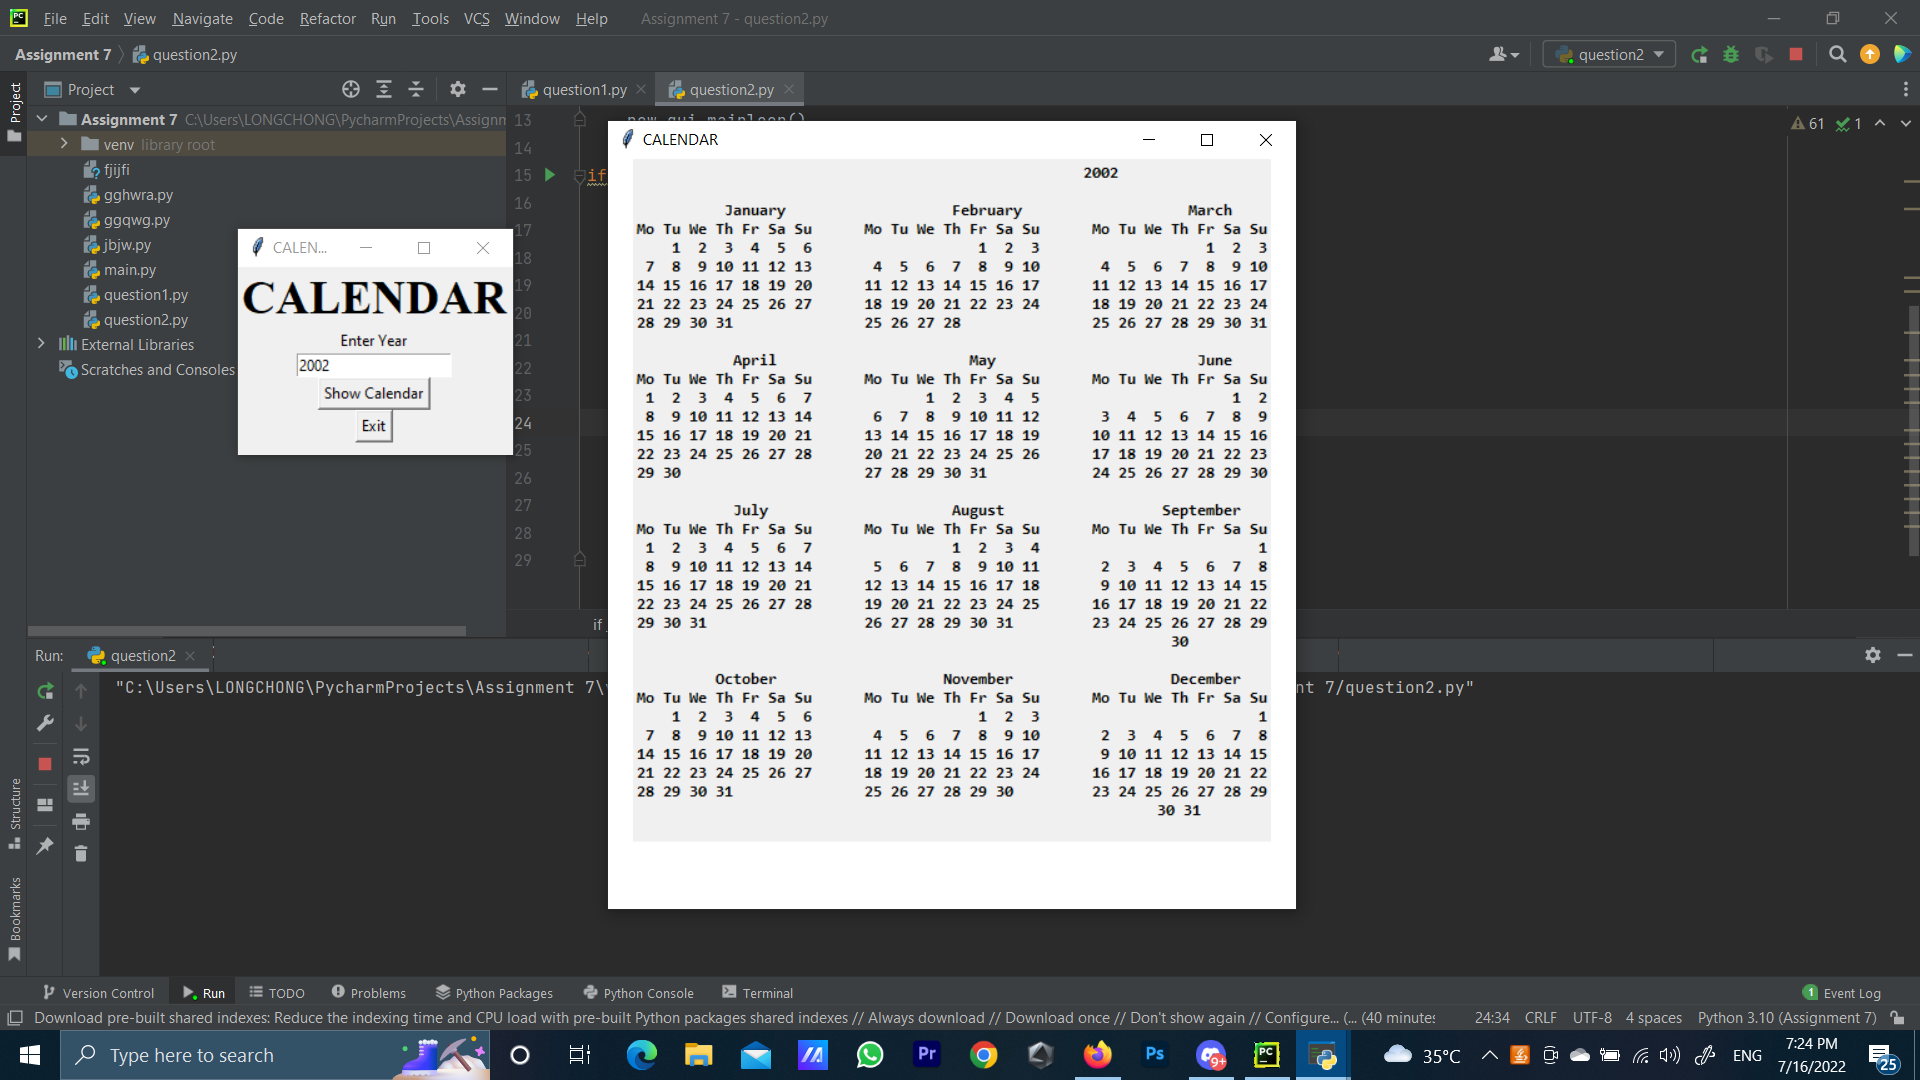 File Edit View Navigate Code Refactor Run Tools VCS Window Help Assignment 7 - question2.py
Assignment 7 question2.py question2
Project
question1.py question2.py
Assignment 7 C:\Users\LONGCHONG\PycharmProjects\Assignn
venv library root
fjijfi
gghwra.py
ggqwg.py
jbjw.py
main.py
question1.py
question2.py
External Libraries
Scratches and Consoles
Project
Structure
Bookmarks
13
14
15 if
16
17
18
19
20
21
22
23
24
25
26
27
28
29
61 1
if
CALEN...
CALENDAR
Enter Year
2002
Show Calendar
Exit
CALENDAR
2002
January February March
Mo Tu We Th Fr Sa Su Mo Tu We Th Fr Sa Su Mo Tu We Th Fr Sa Su
1 2 3 4 5 6 1 2 3 1 2 3
7 8 9 10 11 12 13 4 5 6 7 8 9 10 4 5 6 7 8 9 10
14 15 16 17 18 19 20 11 12 13 14 15 16 17 11 12 13 14 15 16 17
21 22 23 24 25 26 27 18 19 20 21 22 23 24 18 19 20 21 22 23 24
28 29 30 31 25 26 27 28 25 26 27 28 29 30 31
April May June
Mo Tu We Th Fr Sa Su Mo Tu We Th Fr Sa Su Mo Tu We Th Fr Sa Su
1 2 3 4 5 6 7 1 2 3 4 5 1 2
8 9 10 11 12 13 14 6 7 8 9 10 11 12 3 4 5 6 7 8 9
15 16 17 18 19 20 21 13 14 15 16 17 18 19 10 11 12 13 14 15 16
22 23 24 25 26 27 28 20 21 22 23 24 25 26 17 18 19 20 21 22 23
29 30 27 28 29 30 31 24 25 26 27 28 29 30
July August September
Mo Tu We Th Fr Sa Su Mo Tu We Th Fr Sa Su Mo Tu We Th Fr Sa Su
1 2 3 4 5 6 7 1 2 3 4 1
8 9 10 11 12 13 14 5 6 7 8 9 10 11 2 3 4 5 6 7 8
15 16 17 18 19 20 21 12 13 14 15 16 17 18 9 10 11 12 13 14 15
22 23 24 25 26 27 28 19 20 21 22 23 24 25 16 17 18 19 20 21 22
29 30 31 26 27 28 29 30 31 23 24 25 26 27 28 29
30
October November December
Mo Tu We Th Fr Sa Su Mo Tu We Th Fr Sa Su Mo Tu We Th Fr Sa Su
1 2 3 4 5 6 1 2 3 1
7 8 9 10 11 12 13 4 5 6 7 8 9 10 2 3 4 5 6 7 8
14 15 16 17 18 19 20 11 12 13 14 15 16 17 9 10 11 12 13 14 15
21 22 23 24 25 26 27 18 19 20 21 22 23 24 16 17 18 19 20 21 22
28 29 30 31 25 26 27 28 29 30 23 24 25 26 27 28 29
30 31
Run: question2
"C:\Users\LONGCHONG\PycharmProjects\Assignment 7\ nt 7/question2.py"
Version Control Run TODO Problems Python Packages Python Console Terminal 1 Event Log
Download pre-built shared indexes: Reduce the indexing time and CPU load with pre-built Python packages shared indexes // Always download // Download once // Don't show again // Configure... (... (40 minutes 24:34 CRLF UTF-8 4 spaces Python 3.10 (Assignment 7)
Type here to search Pr Ps 9+ PC 35°C ENG 7:24 PM
7/16/2022 25